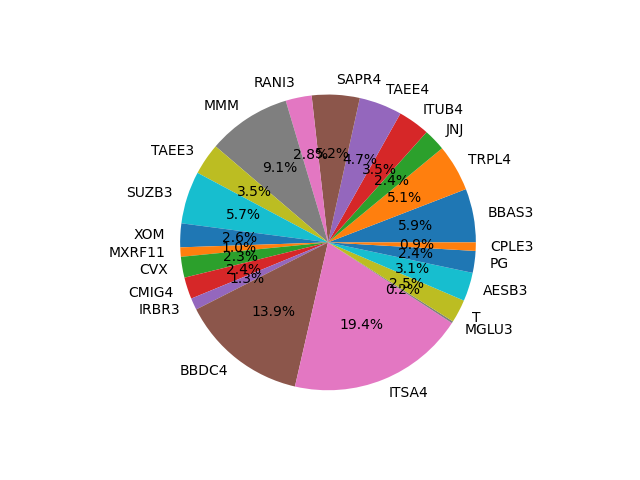 BBAS3
5.9%
TRPL4
5.1%
JNJ
2.4%
ITUB4
3.5%
TAEE4
4.7%
SAPR4
5.2%
RANI3
2.8%
MMM
9.1%
TAEE3
3.5%
SUZB3
5.7%
XOM
2.6%
MXRF11
1.0%
CVX
2.3%
CMIG4
2.4%
IRBR3
1.3%
BBDC4
13.9%
ITSA4
19.4%
MGLU3
0.2%
T
2.5%
AESB3
3.1%
PG
2.4%
CPLE3
0.9%